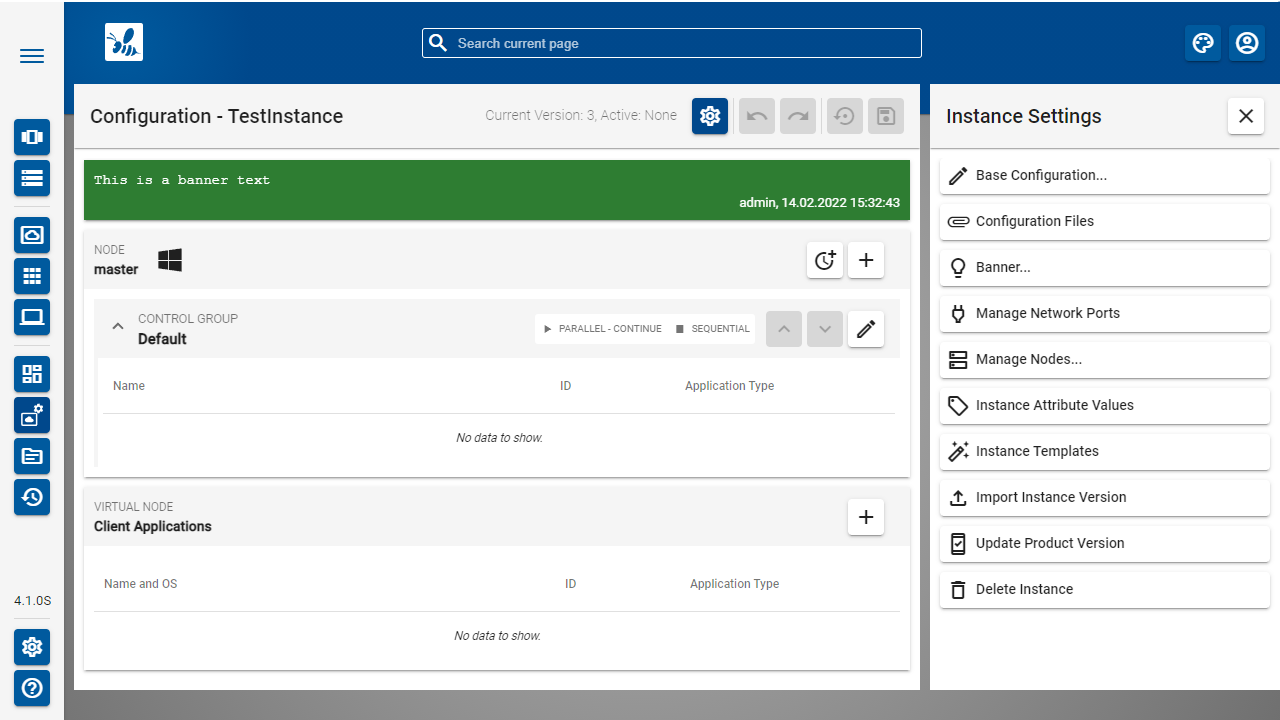 Search current page
Configuration - TestInstance
Current Version: 3, Active: None
Instance Settings
This is a banner text
admin, 14.02.2022 15:32:43
NODE
master
CONTROL GROUP
Default
PARALLEL - CONTINUE
SEQUENTIAL
Name
ID
Application Type
No data to show.
VIRTUAL NODE
Client Applications
Name and OS
ID
Application Type
No data to show.
Base Configuration...
Configuration Files
Banner...
Manage Network Ports
Manage Nodes...
Instance Attribute Values
Instance Templates
Import Instance Version
Update Product Version
Delete Instance
4.1.0S